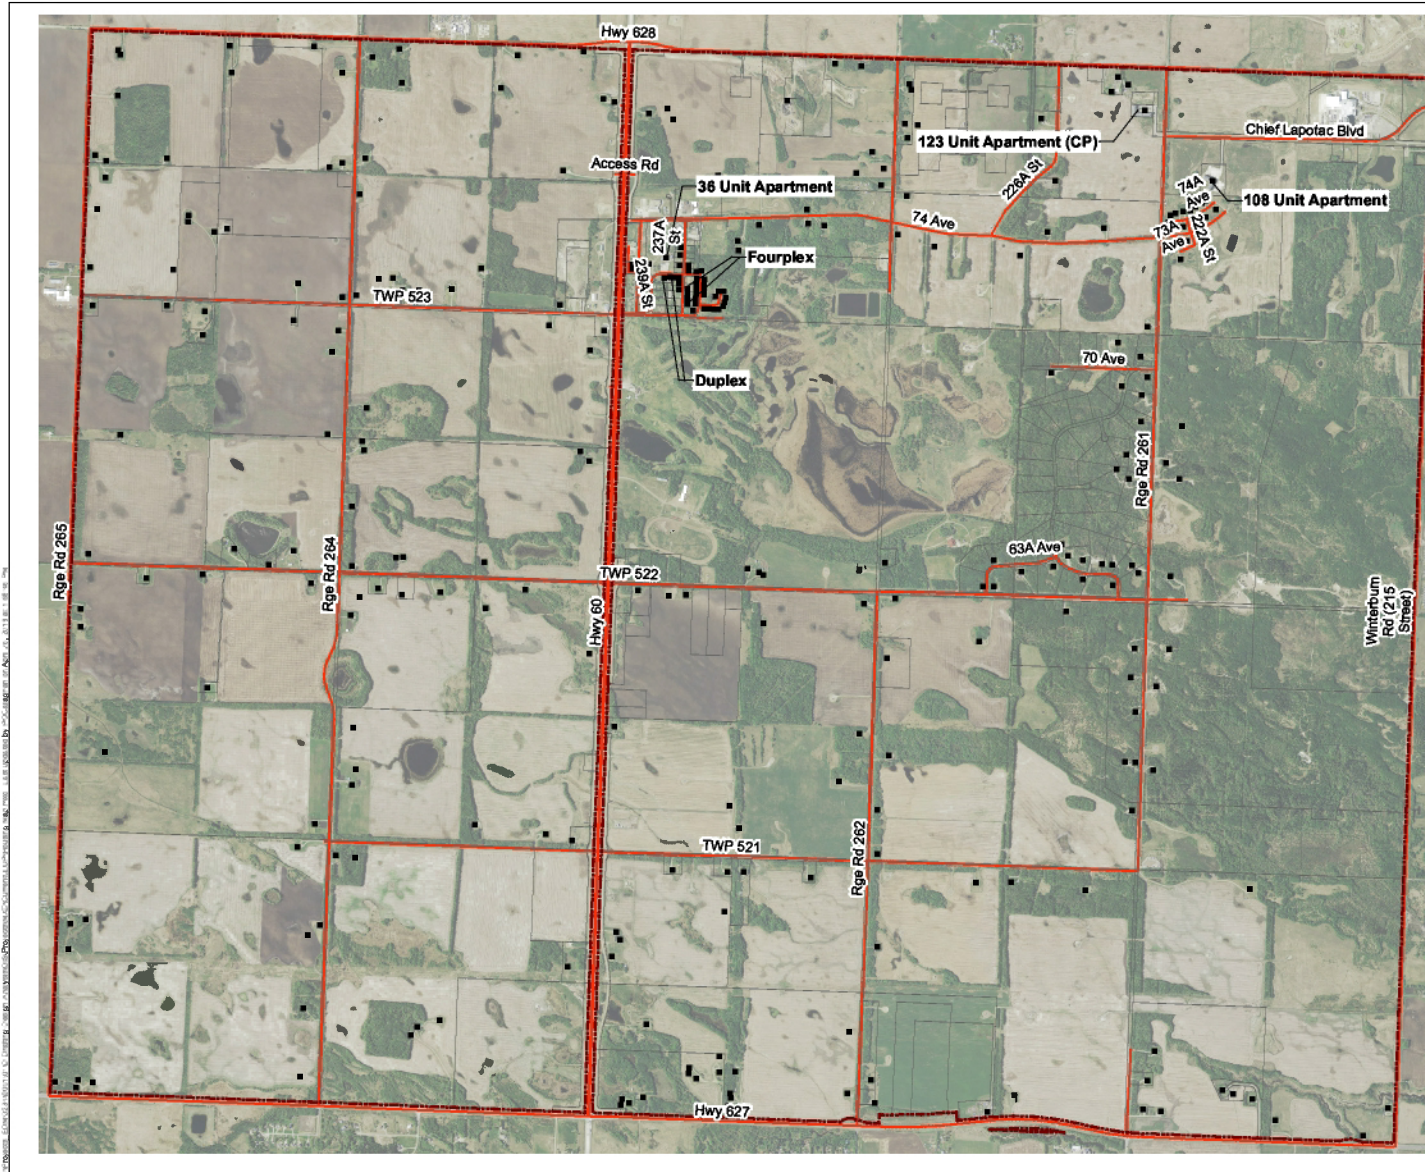 Hwy 628
Chief Lapotac Blvd
123 Unit Apartment (CP)
Access Rd
226A St
36 Unit Apartment
74A
Ave
108 Unit Apartment
74 Ave
237A
St
73A
Ave
222A St
Fourplex
239A St
TWP 523
70 Ave
Duplex
Rge Rd 261
Rge Rd 265
Rge Rd 264
63A Ave
TWP 522
Hwy 60
Winterburn
Rd (215
Street)
TWP 521
Rge Rd 262
Hwy 627